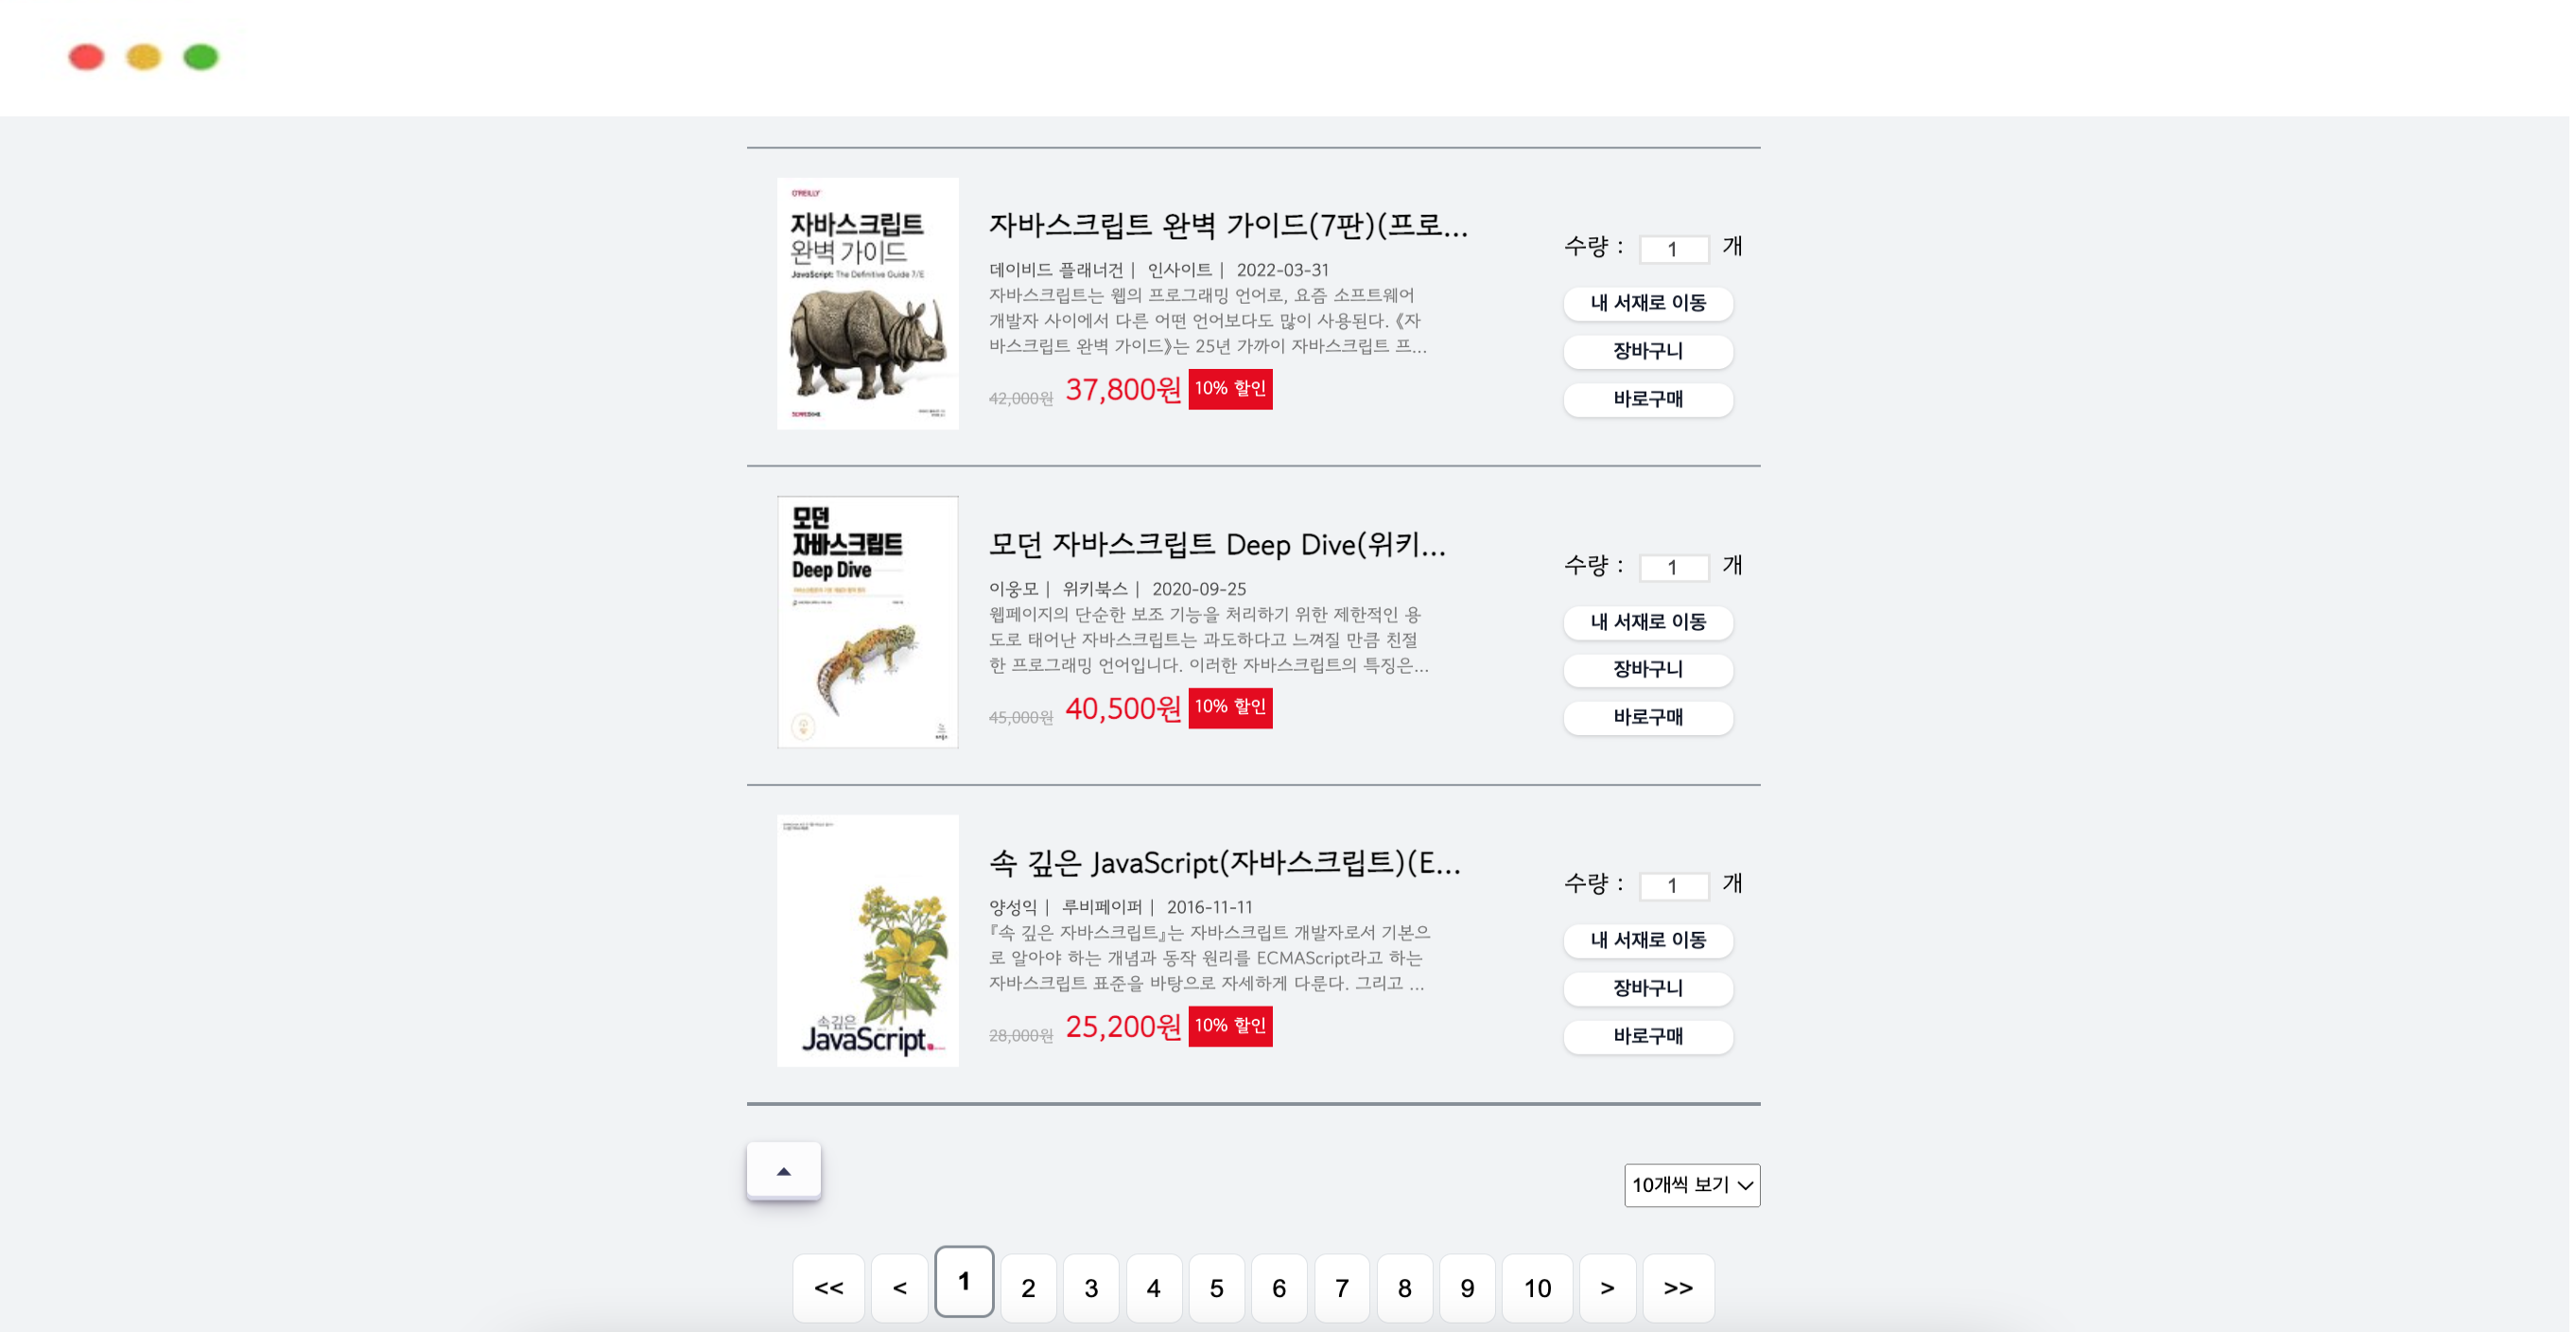 O'REILLY
자바스크립트
완벽 가이드
JavaScript: The Definitive Guide 7/E
자바스크립트 완벽 가이드(7판)(프로...
데이비드 플래너건 | 인사이트 | 2022-03-31
자바스크립트는 웹의 프로그래밍 언어로, 요즘 소프트웨어
개발자 사이에서 다른 어떤 언어보다도 많이 사용된다. 《자
바스크립트 완벽 가이드》는 25년 가까이 자바스크립트 프...
42,000원 37,800원 10% 할인
수량 : 1 개
내 서재로 이동
장바구니
바로구매
모던
자바스크립트
Deep Dive
모던 자바스크립트 Deep Dive(위키...
이웅모 | 위키북스 | 2020-09-25
웹페이지의 단순한 보조 기능을 처리하기 위한 제한적인 용
도로 태어난 자바스크립트는 과도하다고 느껴질 만큼 친절
한 프로그래밍 언어입니다. 이러한 자바스크립트의 특징은...
45,000원 40,500원 10% 할인
수량 : 1 개
내 서재로 이동
장바구니
바로구매
속깊은
JavaScript
속 깊은 JavaScript(자바스크립트)(E...
양성익 | 루비페이퍼 | 2016-11-11
『속 깊은 자바스크립트』는 자바스크립트 개발자로서 기본으
로 알아야 하는 개념과 동작 원리를 ECMAScript라고 하는
자바스크립트 표준을 바탕으로 자세하게 다룬다. 그리고 ...
28,000원 25,200원 10% 할인
수량 : 1 개
내 서재로 이동
장바구니
바로구매
10개씩 보기
<< < 1 2 3 4 5 6 7 8 9 10 > >>